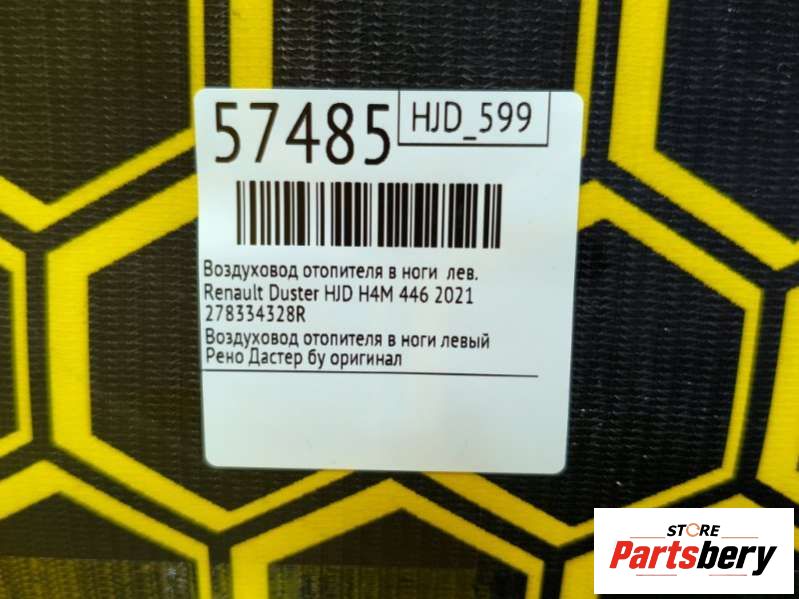 57485
HJD_599
Воздуховод отопителя в ноги лев.
Renault Duster HJD H4M 446 2021
278334328R
Воздуховод отопителя в ноги левый
Рено Дастер бу оригинал
STORE
Partsbery